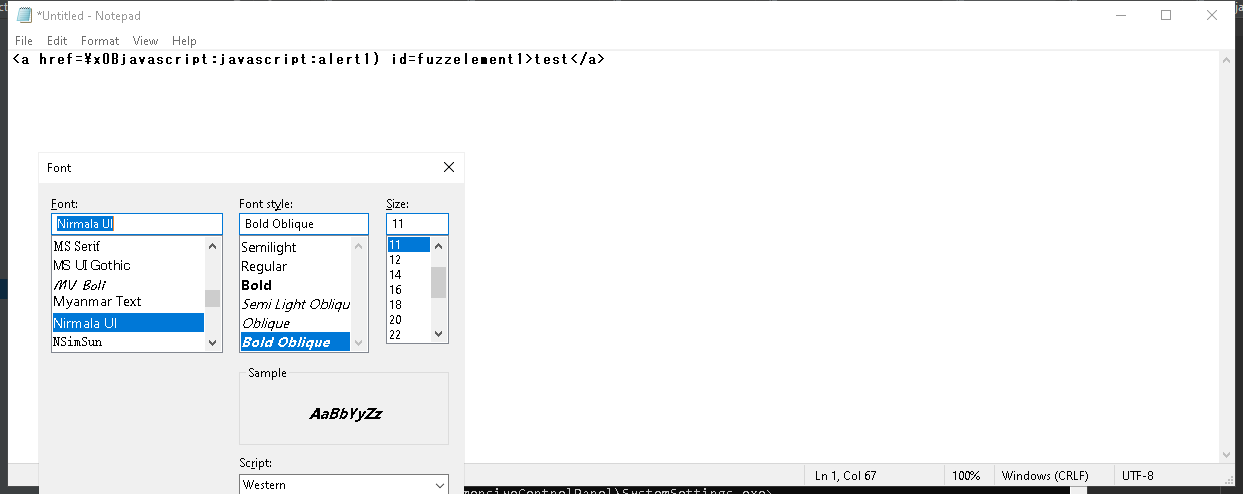 *Untitled - Notepad
File Edit Format View Help
<a href=¥x0Bjavascript:javascript:alert1) id=fuzzelement1>test</a>
Font
Font:
Nirmala UI
MS Serif
MS UI Gothic
MV Boli
Myanmar Text
Nirmala UI
NSimSun
Font style:
Bold Oblique
Semilight
Regular
Bold
Semi Light Obliqu
Oblique
Bold Oblique
Size:
11
11
12
14
16
18
20
22
Sample
AaBbYyZz
Script:
Western
Ln 1, Col 67
100%
Windows (CRLF)
UTF-8